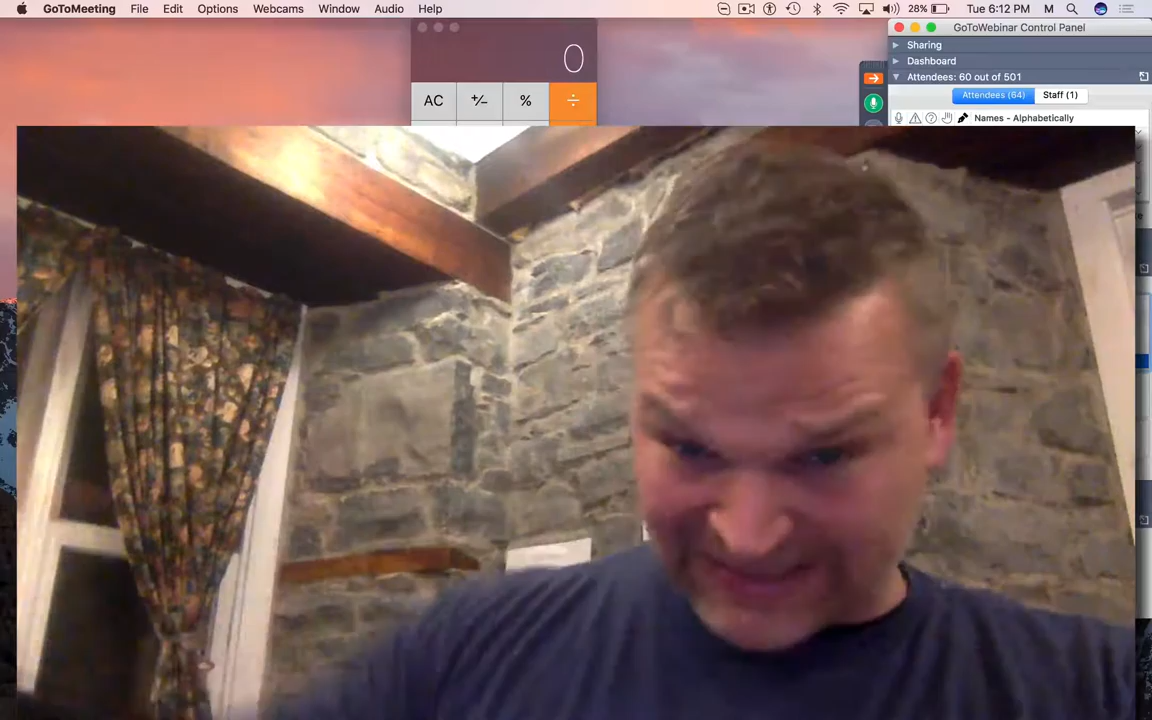 GoToMeeting File Edit Options Webcams Window Audio Help 28% Tue 6:12 PM M
GoToWebinar Control Panel
Sharing
Dashboard
Attendees: 60 out of 501
Attendees (64) Staff (1)
Names - Alphabetically
0
AC +/- % ÷